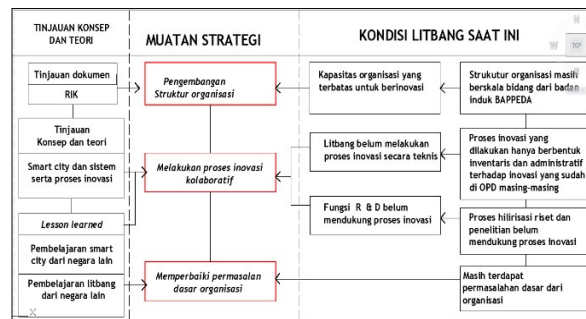 TINJAUAN KONSEP
DAN TEORI
MUATAN STRATEGI
KONDISI LITBANG SAAT INI
N
W
TOP
Tinjauan dokumen
RIK
Tinjauan
Konsep dan teori
Smart city dan sistem
serta proses inovasi
Lesson learned
Pembelajaran smart
city dari negara lain
Pembelajaran litbang
dari negara lain
Pengembangan
Struktur organisasi
Melakukan proses inovasi
kolaboratif
Memperbaiki permasalan
dasar organisasi
Kapasitas organisasi yang
terbatas untuk berinovasi
Litbang belum melakukan
proses inovasi secara teknis
Fungsi R & D belum
mendukung proses inovasi
Strukutur organisasi masih
berskala bidang dari badan
induk BAPPEDA
Proses inovasi yang
dilakukan hanya berbentuk
inventaris dan administratif
terhadap inovasi yang sudah
di OPD masing-masing
Proses hilirisasi riset dan
penelitian belum
mendukung proses inovasi
Masih terdapat
permasalahan dasar dari
organisasi
X